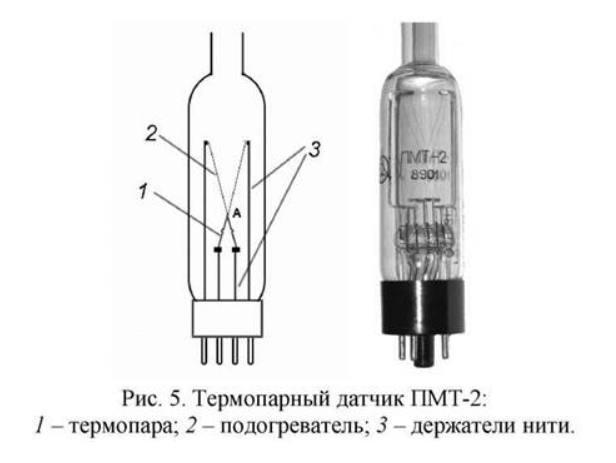 2
3
1
А
ПМТ-2
89010
Рис. 5. Термопарный датчик ПМТ-2:
1 – термопара; 2 – подогреватель; 3 – держатели нити.